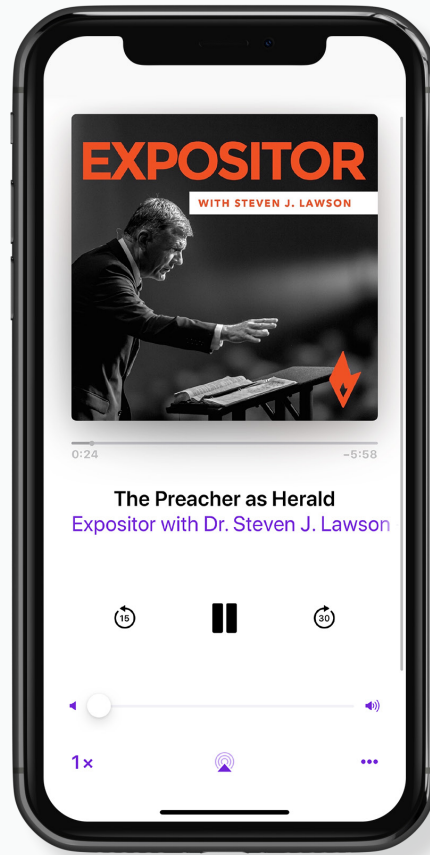 EXPOSITOR
WITH STEVEN J. LAWSON
0:24 -5:58
The Preacher as Herald
Expositor with Dr. Steven J. Lawson
15 30
1×